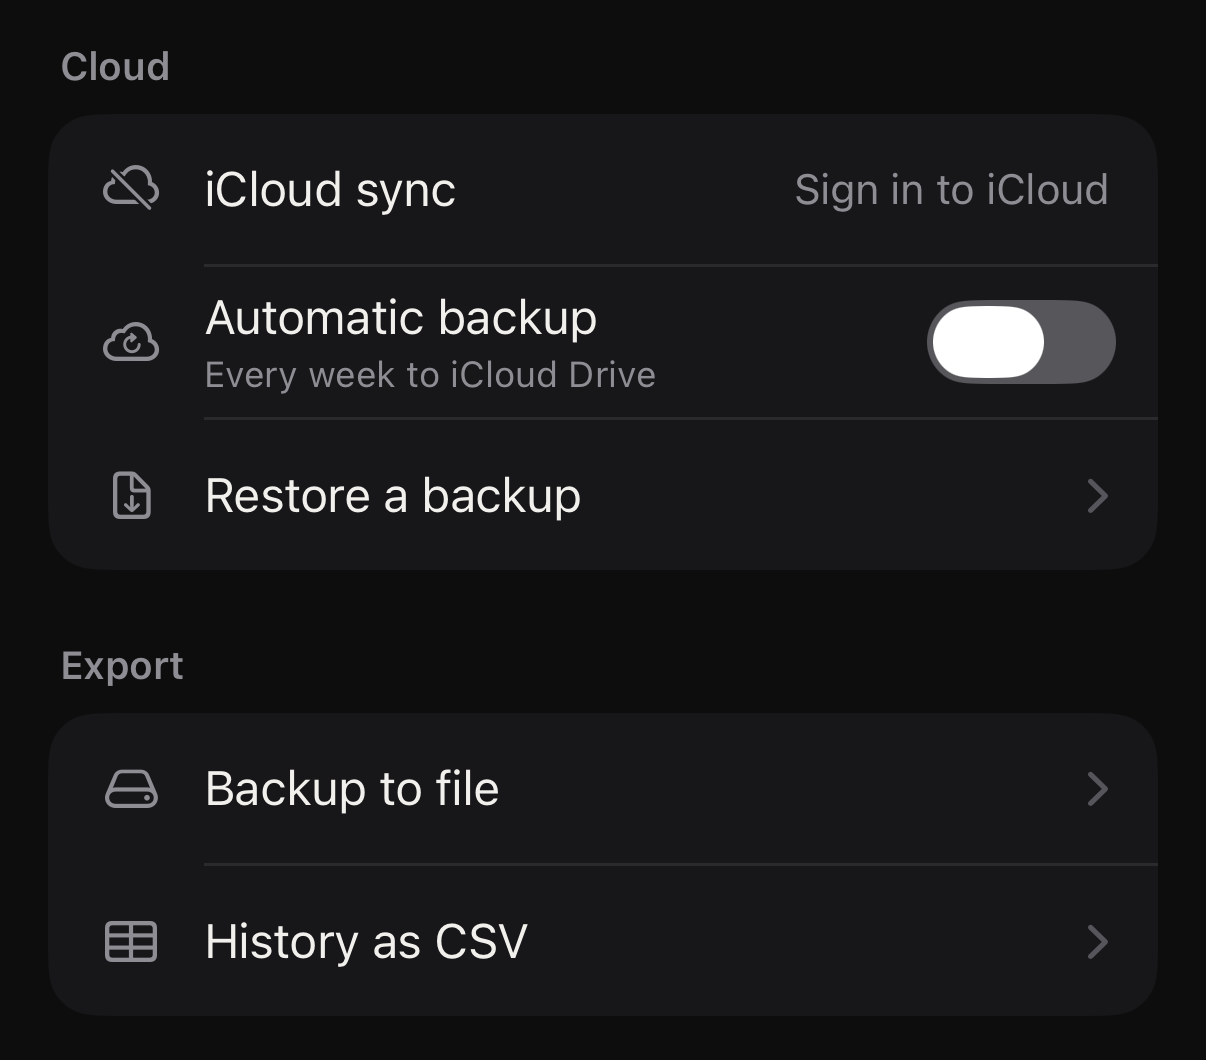 Cloud
iCloud sync
Sign in to iCloud
Automatic backup
Every week to iCloud Drive
Restore a backup
Export
Backup to file
History as CSV